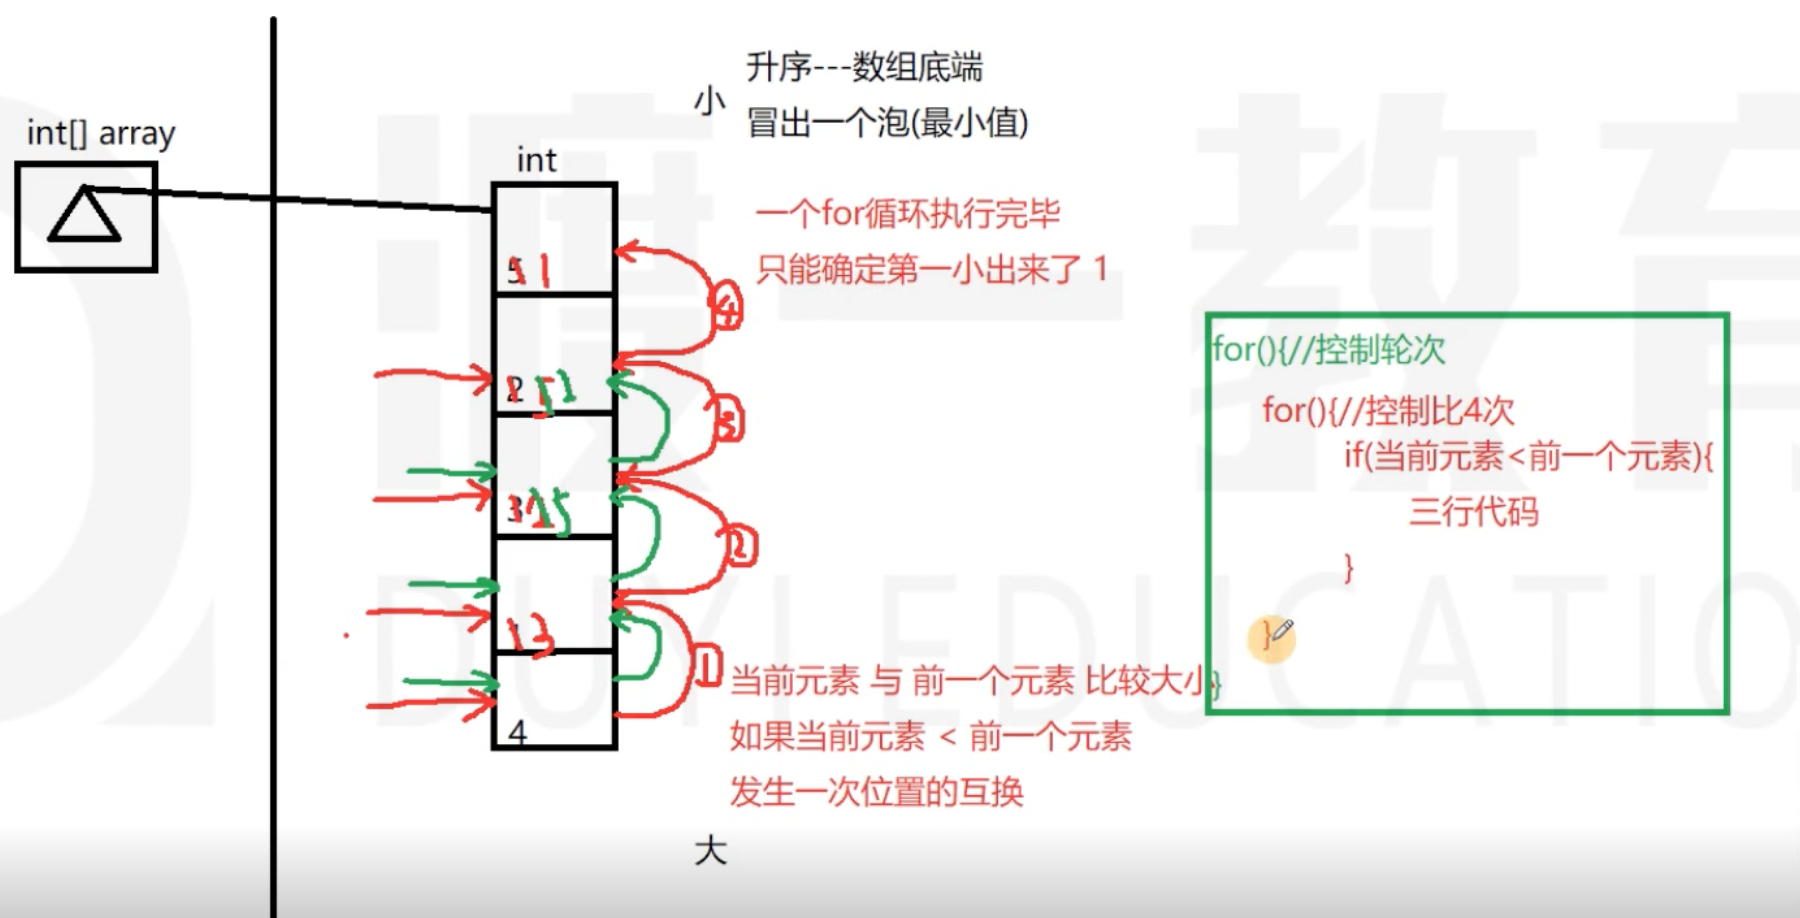 int[] array
int
小
升序---数组底端
冒出一个泡(最小值)
一个for循环执行完毕
只能确定第一小出来了 1
5 1
④
2 1 5 2
③
3 1 2 5
②
1 3
①
4
当前元素 与 前一个元素 比较大小
如果当前元素 < 前一个元素
发生一次位置的互换
大
for(){//控制轮次
for(){//控制比4次
if(当前元素<前一个元素){
三行代码
}
}
}
渡一教育
DUYI EDUCATIO